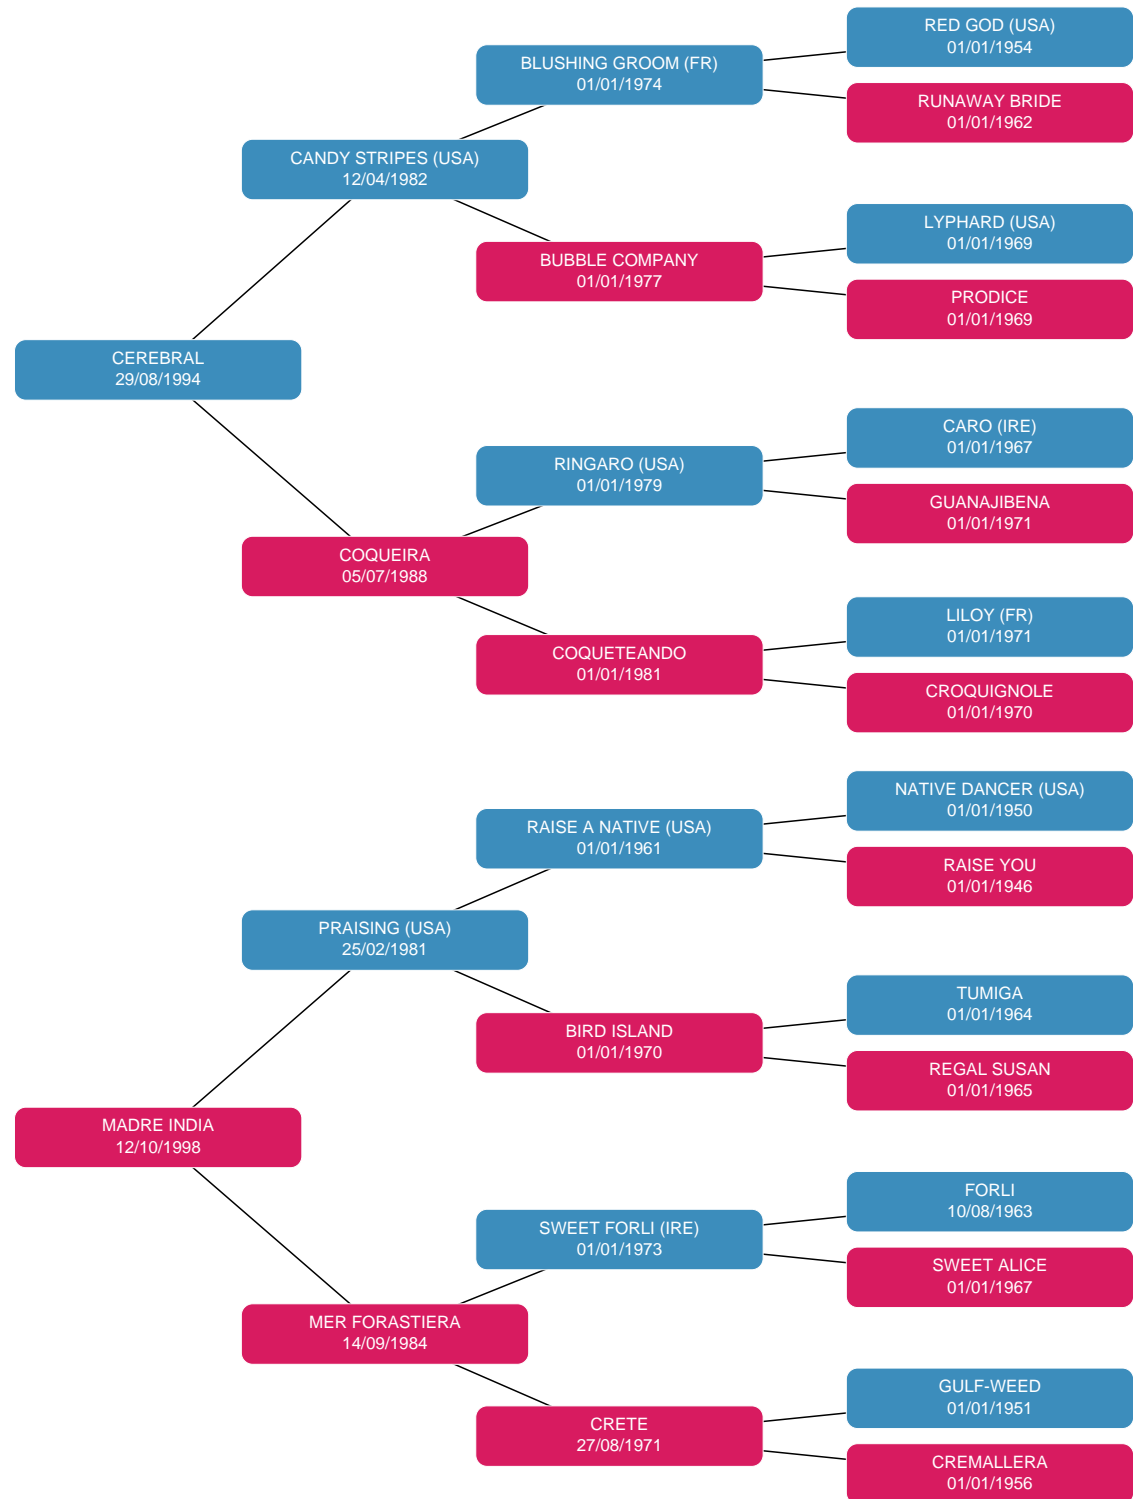 RED GOD (USA)
01/01/1954
BLUSHING GROOM (FR)
01/01/1974
RUNAWAY BRIDE
01/01/1962
CANDY STRIPES (USA)
12/04/1982
LYPHARD (USA)
01/01/1969
BUBBLE COMPANY
01/01/1977
PRODICE
01/01/1969
CEREBRAL
29/08/1994
CARO (IRE)
01/01/1967
RINGARO (USA)
01/01/1979
GUANAJIBENA
01/01/1971
COQUEIRA
05/07/1988
LILOY (FR)
01/01/1971
COQUETEANDO
01/01/1981
CROQUIGNOLE
01/01/1970
NATIVE DANCER (USA)
01/01/1950
RAISE A NATIVE (USA)
01/01/1961
RAISE YOU
01/01/1946
PRAISING (USA)
25/02/1981
TUMIGA
01/01/1964
BIRD ISLAND
01/01/1970
REGAL SUSAN
01/01/1965
MADRE INDIA
12/10/1998
FORLI
10/08/1963
SWEET FORLI (IRE)
01/01/1973
SWEET ALICE
01/01/1967
MER FORASTIERA
14/09/1984
GULF-WEED
01/01/1951
CRETE
27/08/1971
CREMALLERA
01/01/1956